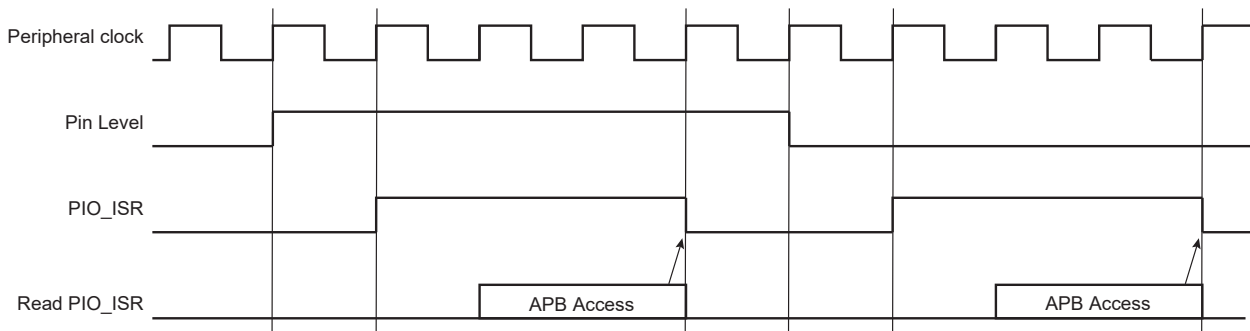 Peripheral clock
Pin Level
PIO_ISR
Read PIO_ISR
APB Access
APB Access